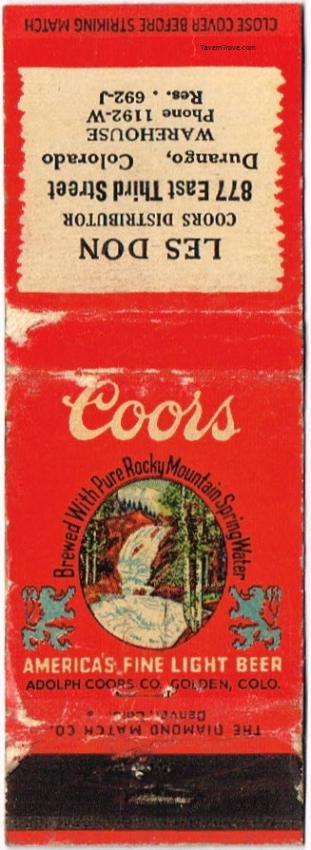 CLOSE COVER BEFORE STRIKING MATCH
TavernTrove.com
LES DON
COORS DISTRIBUTOR
877 East Third Street
Durango, Colorado
WAREHOUSE
Phone 1192-W
Res. . 692-J
Coors
Brewed With Pure Rocky Mountain Spring Water
AMERICA'S FINE LIGHT BEER
ADOLPH COORS CO. GOLDEN, COLO.
THE DIAMOND MATCH CO.
Denver, Colo.